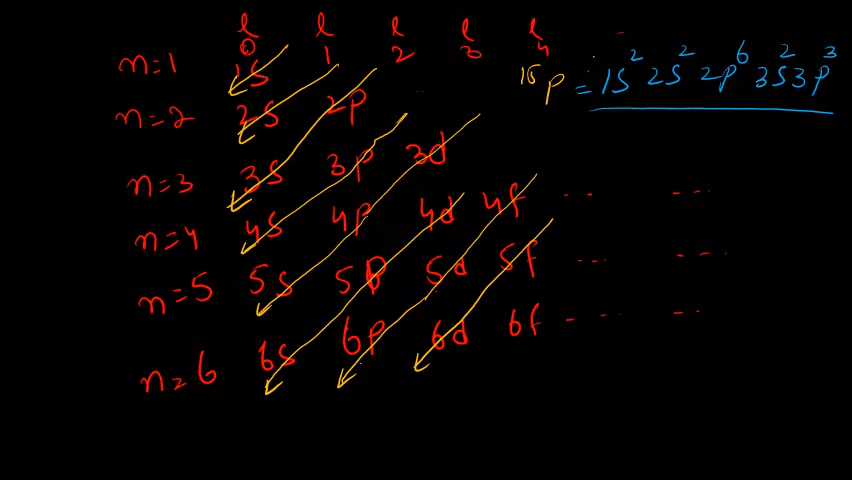 l l l l l
0 1 2 3 4
n=1 1S
n=2 2S 2P
n=3 3S 3P 3d
n=4 4S 4P 4d 4f ... ...
n=5 5S 5P 5d 5f ... ...
n=6 6S 6P 6d 6f ... ...
¹⁵P = 1S² 2S² 2P⁶ 3S² 3P³